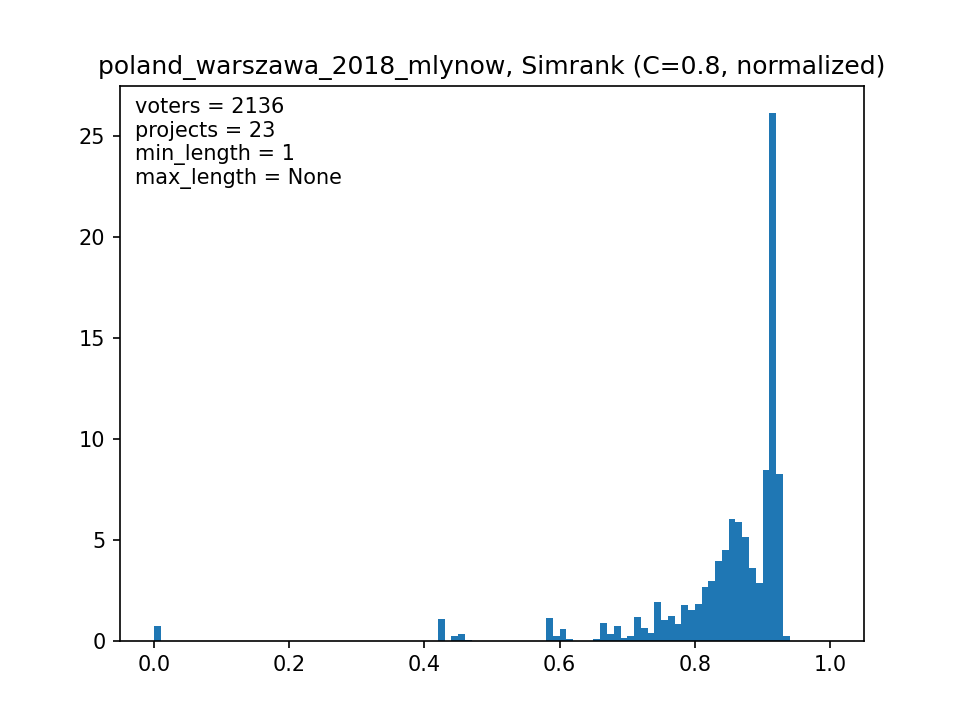 poland_warszawa_2018_mlynow, Simrank (C=0.8, normalized)
voters = 2136
projects = 23
min_length = 1
max_length = None
25
20
15
10
5
0
0.0 0.2 0.4 0.6 0.8 1.0